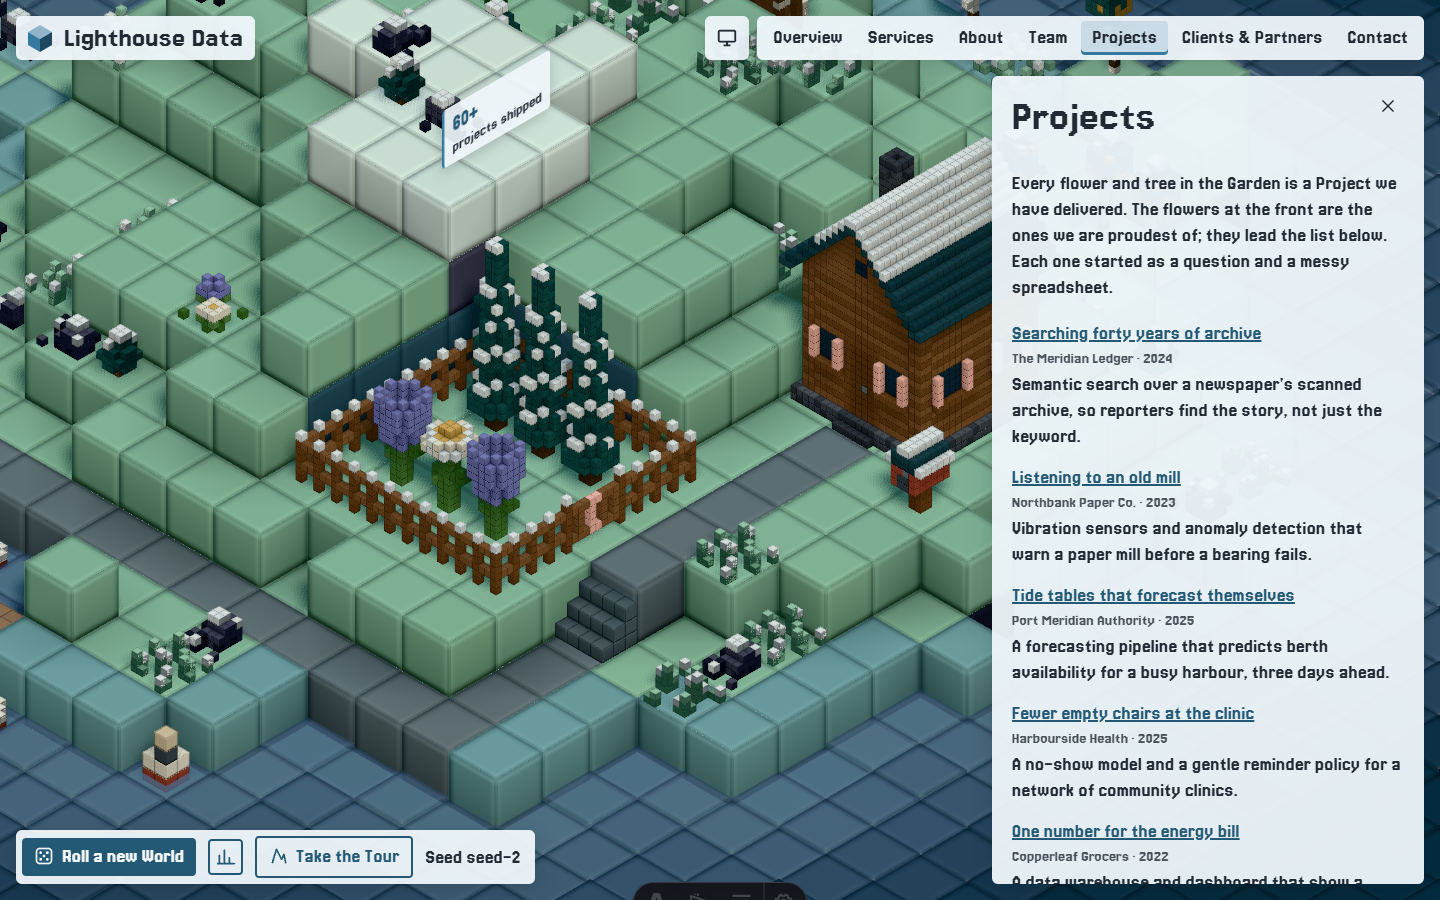 Lighthouse Data
Overview
Services
About
Team
Projects
Clients & Partners
Contact
60+
projects shipped
Projects
Every flower and tree in the Garden is a Project we
have delivered. The flowers at the front are the
ones we are proudest of; they lead the list below.
Each one started as a question and a messy
spreadsheet.
Searching forty years of archive
The Meridian Ledger · 2024
Semantic search over a newspaper's scanned
archive, so reporters find the story, not just the
keyword.
Listening to an old mill
Northbank Paper Co. · 2023
Vibration sensors and anomaly detection that
warn a paper mill before a bearing fails.
Tide tables that forecast themselves
Port Meridian Authority · 2025
A forecasting pipeline that predicts berth
availability for a busy harbour, three days ahead.
Fewer empty chairs at the clinic
Harbourside Health · 2025
A no-show model and a gentle reminder policy for a
network of community clinics.
One number for the energy bill
Copperleaf Grocers · 2022
A data warehouse and dashboard that show a
Roll a new World
Take the Tour
Seed seed-2